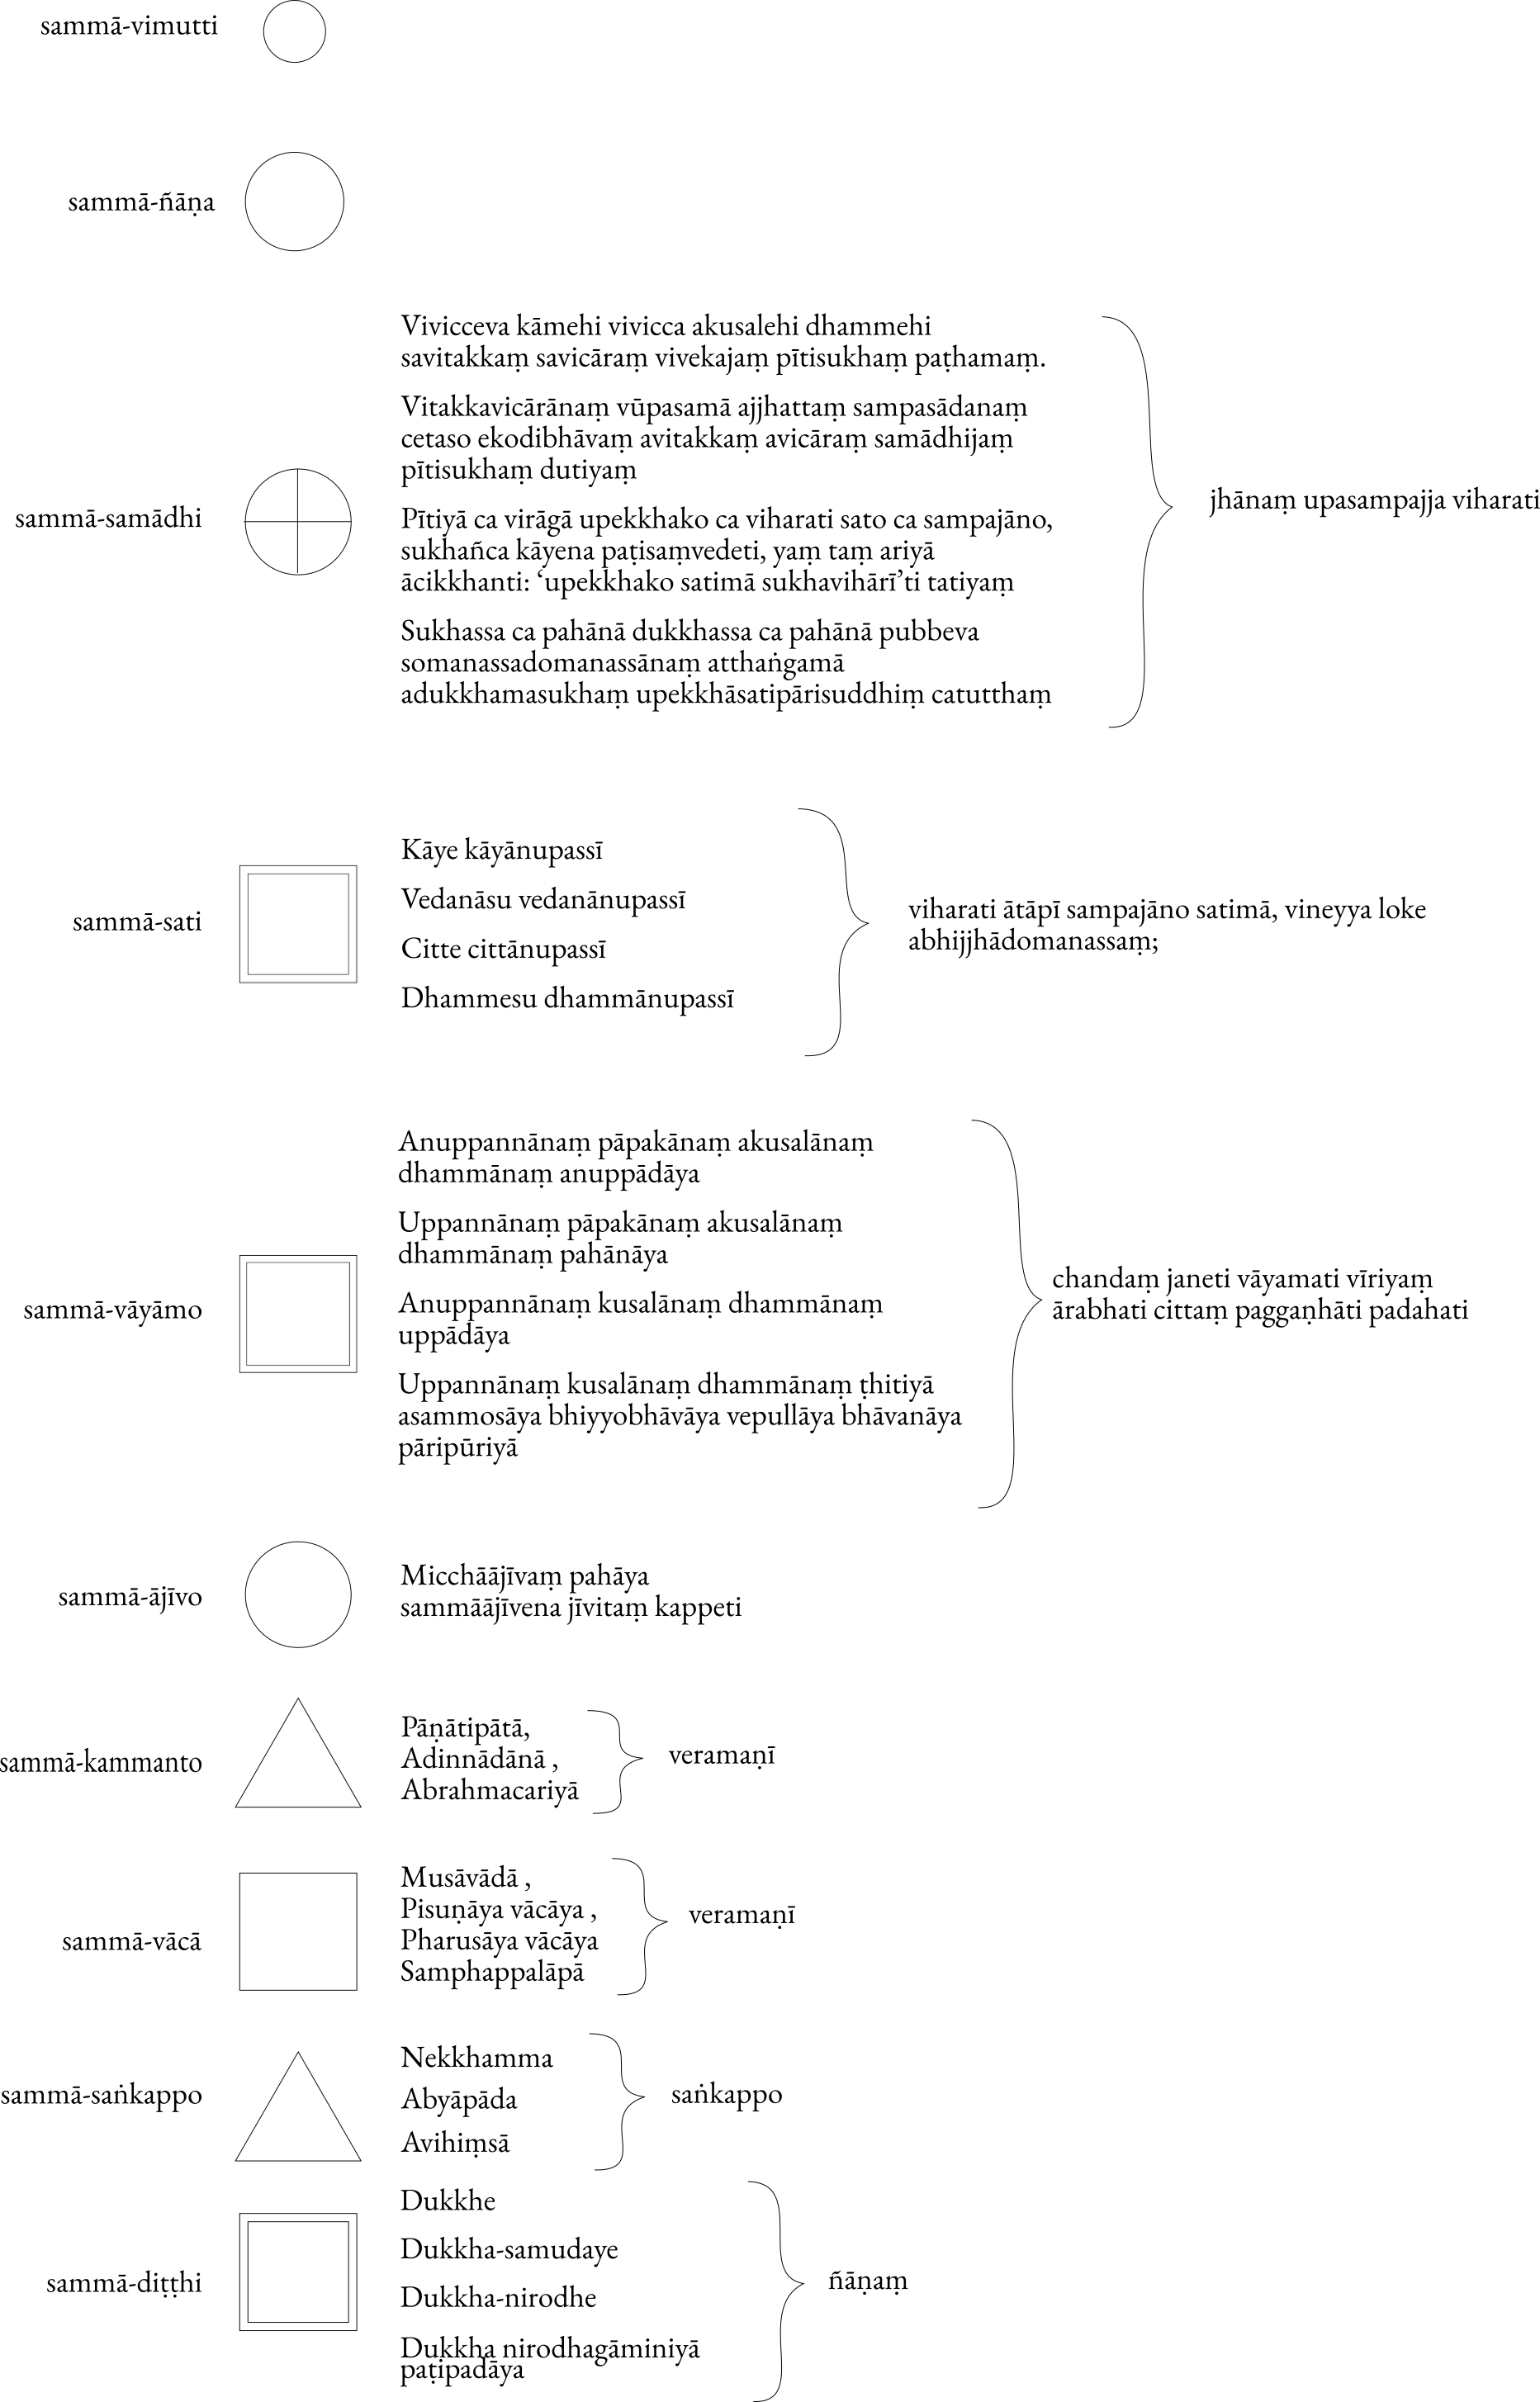 sammā-vimutti
sammā-ñāṇa
sammā-samādhi
Vivicceva kāmehi vivicca akusalehi dhammehi
savitakkaṃ savicāraṃ vivekajaṃ pītisukhaṃ paṭhamaṃ.
Vitakkavicārānaṃ vūpasamā ajjhattaṃ sampasādanaṃ
cetaso ekodibhāvaṃ avitakkaṃ avicāraṃ samādhijaṃ
pītisukhaṃ dutiyaṃ
Pītiyā ca virāgā upekkhako ca viharati sato ca sampajāno,
sukhañca kāyena paṭisaṃvedeti, yaṃ taṃ ariyā
ācikkhanti: ‘upekkhako satimā sukhavihārī’ti tatiyaṃ
Sukhassa ca pahānā dukkhassa ca pahānā pubbeva
somanassadomanassānaṃ atthaṅgamā
adukkhamasukhaṃ upekkhāsatipārisuddhiṃ catutthaṃ
jhānaṃ upasampajja viharati
sammā-sati
Kāye kāyānupassī
Vedanāsu vedanānupassī
Citte cittānupassī
Dhammesu dhammānupassī
viharati ātāpī sampajāno satimā, vineyya loke
abhijjhādomanassaṃ;
sammā-vāyāmo
Anuppannānaṃ pāpakānaṃ akusalānaṃ
dhammānaṃ anuppādāya
Uppannānaṃ pāpakānaṃ akusalānaṃ
dhammānaṃ pahānāya
Anuppannānaṃ kusalānaṃ dhammānaṃ
uppādāya
Uppannānaṃ kusalānaṃ dhammānaṃ ṭhitiyā
asammosāya bhiyyobhāvāya vepullāya bhāvanāya
pāripūriyā
chandaṃ janeti vāyamati vīriyaṃ
ārabhati cittaṃ paggaṇhāti padahati
sammā-ājīvo
Micchāājīvaṃ pahāya
sammāājīvena jīvitaṃ kappeti
sammā-kammanto
Pāṇātipātā,
Adinnādānā ,
Abrahmacariyā
veramaṇī
sammā-vācā
Musāvādā ,
Pisuṇāya vācāya ,
Pharusāya vācāya
Samphappalāpā
veramaṇī
sammā-saṅkappo
Nekkhamma
Abyāpāda
Avihiṃsā
saṅkappo
sammā-diṭṭhi
Dukkhe
Dukkha-samudaye
Dukkha-nirodhe
Dukkha nirodhagāminiyā
paṭipadāya
ñāṇaṃ